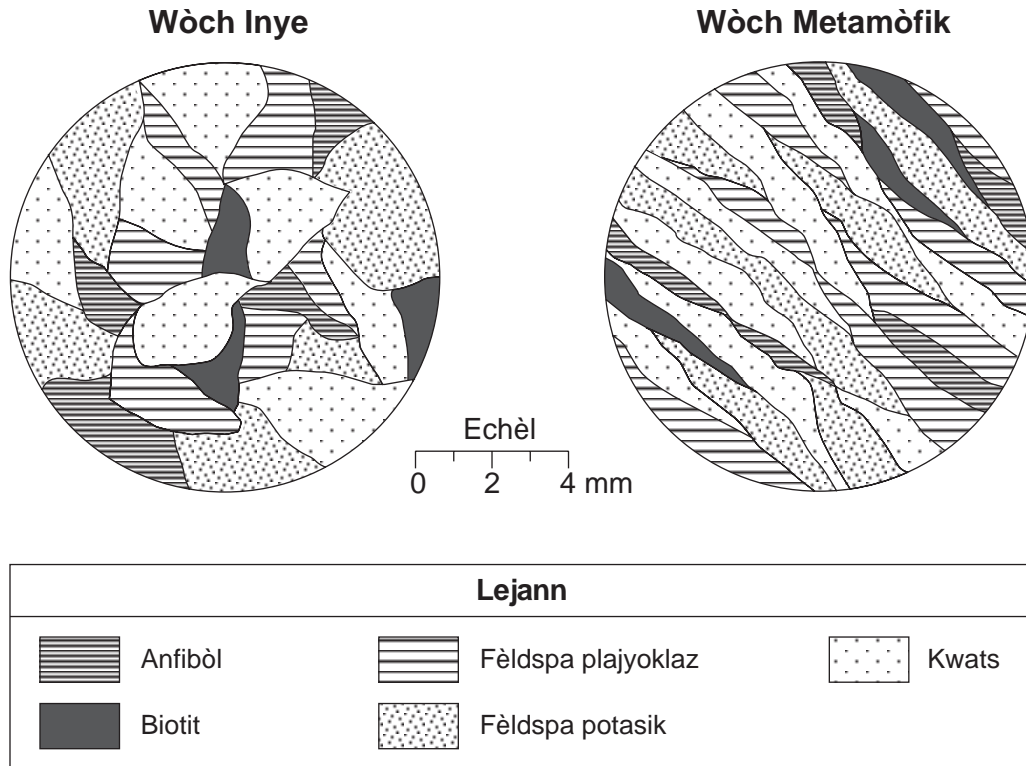 Wòch Inye
Wòch Metamòfik
Echèl
0 2 4 mm
Lejann
Anfibòl
Fèldspa plajyoklaz
Kwats
Biotit
Fèldspa potasik